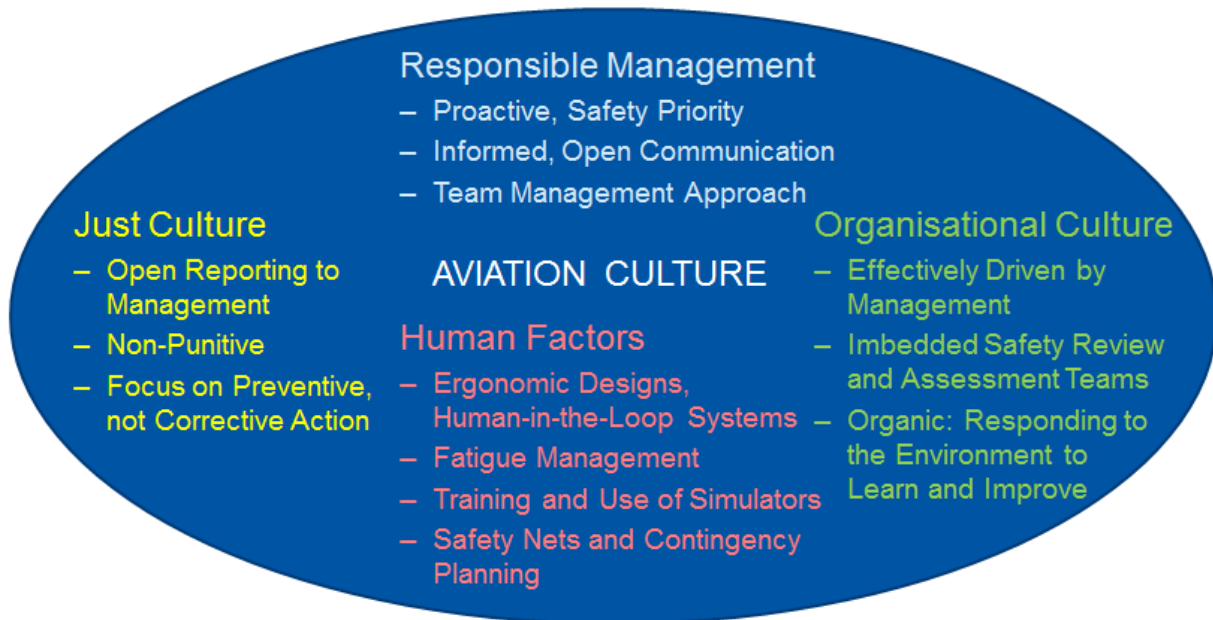 Responsible Management
– Proactive, Safety Priority
– Informed, Open Communication
– Team Management Approach
Just Culture
– Open Reporting to
Management
– Non-Punitive
– Focus on Preventive,
not Corrective Action
AVIATION CULTURE
Human Factors
– Ergonomic Designs,
Human-in-the-Loop Systems
– Fatigue Management
– Training and Use of Simulators
– Safety Nets and Contingency
Planning
Organisational Culture
– Effectively Driven by
Management
– Imbedded Safety Review
and Assessment Teams
– Organic: Responding to
the Environment to
Learn and Improve